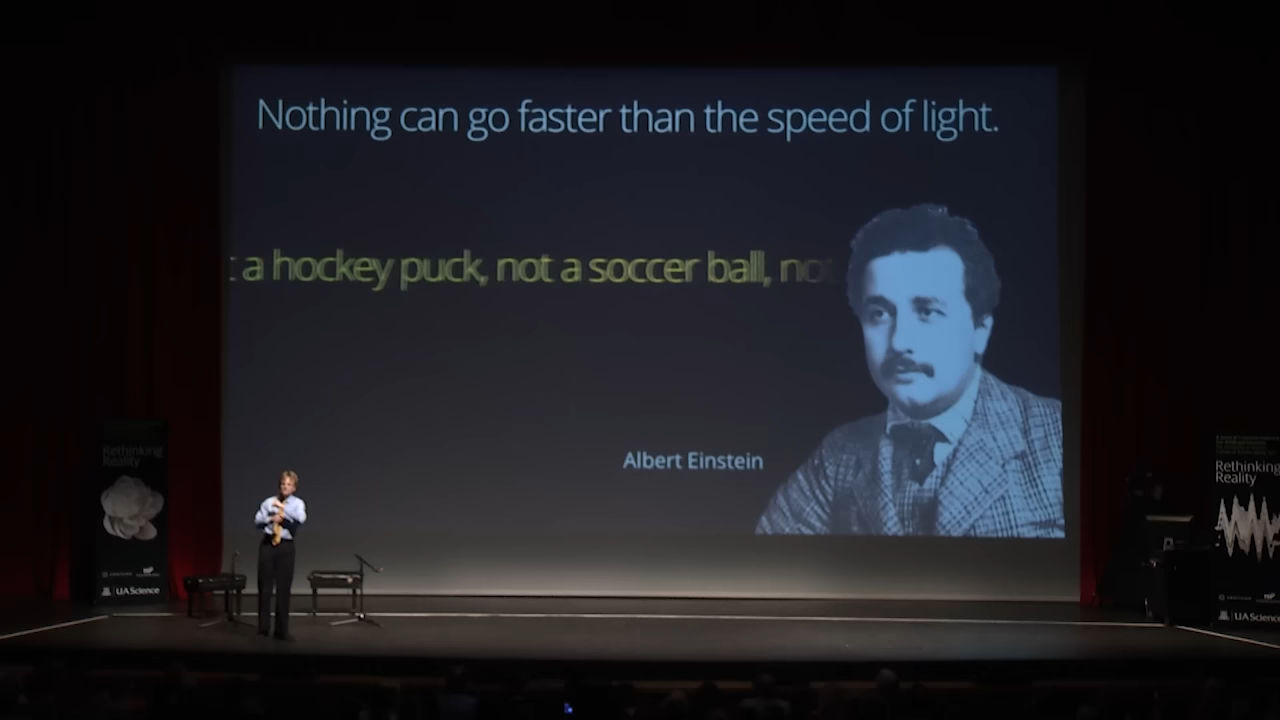 Nothing can go faster than the speed of light.
a hockey puck, not a soccer ball, not
Albert Einstein
Rethinking
Reality
UA Science
Rethinking
Reality
UA Science